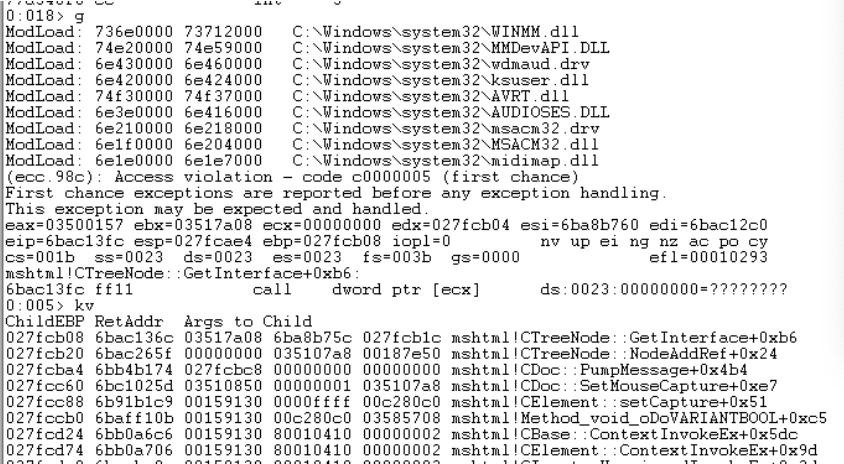 0:018> g
ModLoad: 736e0000 73712000   C:\Windows\system32\WINMM.dll
ModLoad: 74e20000 74e59000   C:\Windows\system32\MMDevAPI.DLL
ModLoad: 6e430000 6e460000   C:\Windows\system32\wdmaud.drv
ModLoad: 6e420000 6e424000   C:\Windows\system32\ksuser.dll
ModLoad: 74f30000 74f37000   C:\Windows\system32\AVRT.dll
ModLoad: 6e3e0000 6e416000   C:\Windows\system32\AUDIOSES.DLL
ModLoad: 6e210000 6e218000   C:\Windows\system32\msacm32.drv
ModLoad: 6e1f0000 6e204000   C:\Windows\system32\MSACM32.dll
ModLoad: 6e1e0000 6e1e7000   C:\Windows\system32\midimap.dll
(ecc.98c): Access violation - code c0000005 (first chance)
First chance exceptions are reported before any exception handling.
This exception may be expected and handled.
eax=03500157 ebx=03517a08 ecx=00000000 edx=027fcb04 esi=6ba8b760 edi=6bac12c0
eip=6bac13fc esp=027fcae4 ebp=027fcb08 iopl=0         nv up ei ng nz ac po cy
cs=001b  ss=0023  ds=0023  es=0023  fs=003b  gs=0000             efl=00010293
mshtml!CTreeNode::GetInterface+0xb6:
6bac13fc ff11            call    dword ptr [ecx]      ds:0023:00000000=????????
0:005> kv
ChildEBP RetAddr  Args to Child
027fcb08 6bac136c 03517a08 6ba8b75c 027fcb1c mshtml!CTreeNode::GetInterface+0xb6
027fcb20 6bac265f 00000000 035107a8 00187e50 mshtml!CTreeNode::NodeAddRef+0x24
027fcba4 6bb4b174 027fcbc8 00000000 00000000 mshtml!CDoc::PumpMessage+0x4b4
027fcc60 6bc1025d 03510850 00000001 035107a8 mshtml!CDoc::SetMouseCapture+0xe7
027fcc88 6b91b1c9 00159130 0000ffff 00c280c0 mshtml!CElement::setCapture+0x51
027fccb0 6baff10b 00159130 00c280c0 03585708 mshtml!Method_void_oDoVARIANTBOOL+0xc5
027fcd24 6bb0a6c6 00159130 80010410 00000002 mshtml!CBase::ContextInvokeEx+0x5dc
027fcd74 6bb0a706 00159130 80010410 00000002 mshtml!CElement::ContextInvokeEx+0x9d